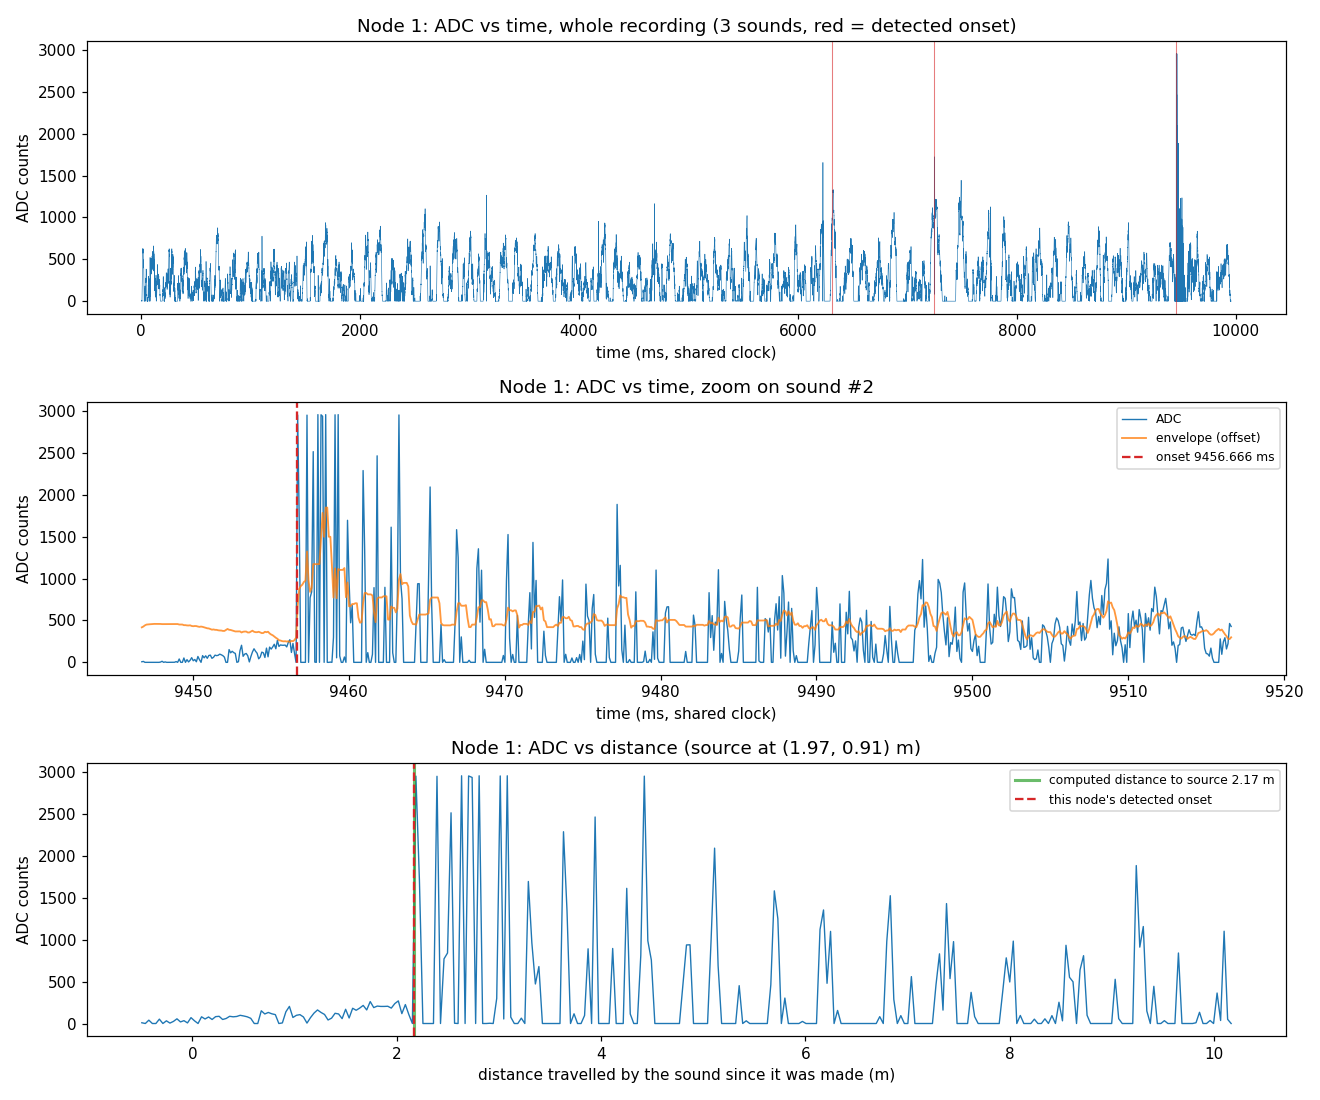 Node 1: ADC vs time, whole recording (3 sounds, red = detected onset)
3000
2500
2000
1500
1000
500
0
ADC counts
0 2000 4000 6000 8000 10000
time (ms, shared clock)
Node 1: ADC vs time, zoom on sound #2
3000
2500
2000
1500
1000
500
0
ADC counts
ADC
envelope (offset)
onset 9456.666 ms
9450 9460 9470 9480 9490 9500 9510 9520
time (ms, shared clock)
Node 1: ADC vs distance (source at (1.97, 0.91) m)
3000
2500
2000
1500
1000
500
0
ADC counts
computed distance to source 2.17 m
this node's detected onset
0 2 4 6 8 10
distance travelled by the sound since it was made (m)